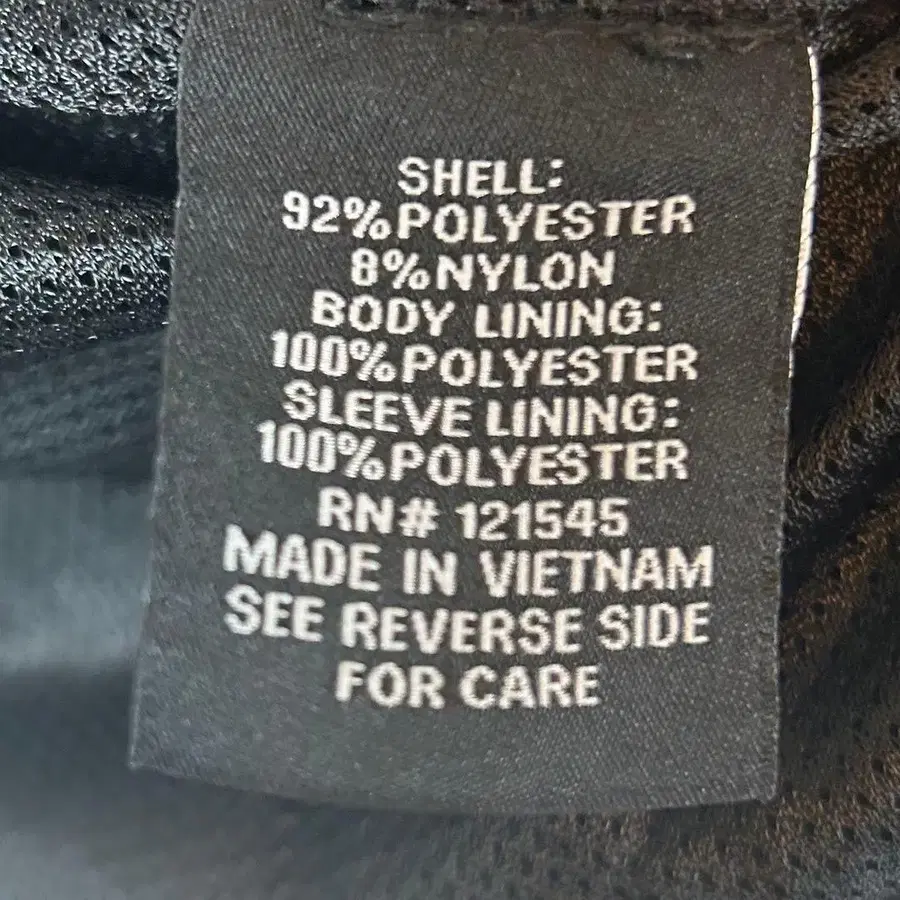 SHELL:
92%POLYESTER
8%NYLON
BODY LINING:
100%POLYESTER
SLEEVE LINING:
100%POLYESTER
RN# 121545
MADE IN VIETNAM
SEE REVERSE SIDE
FOR CARE